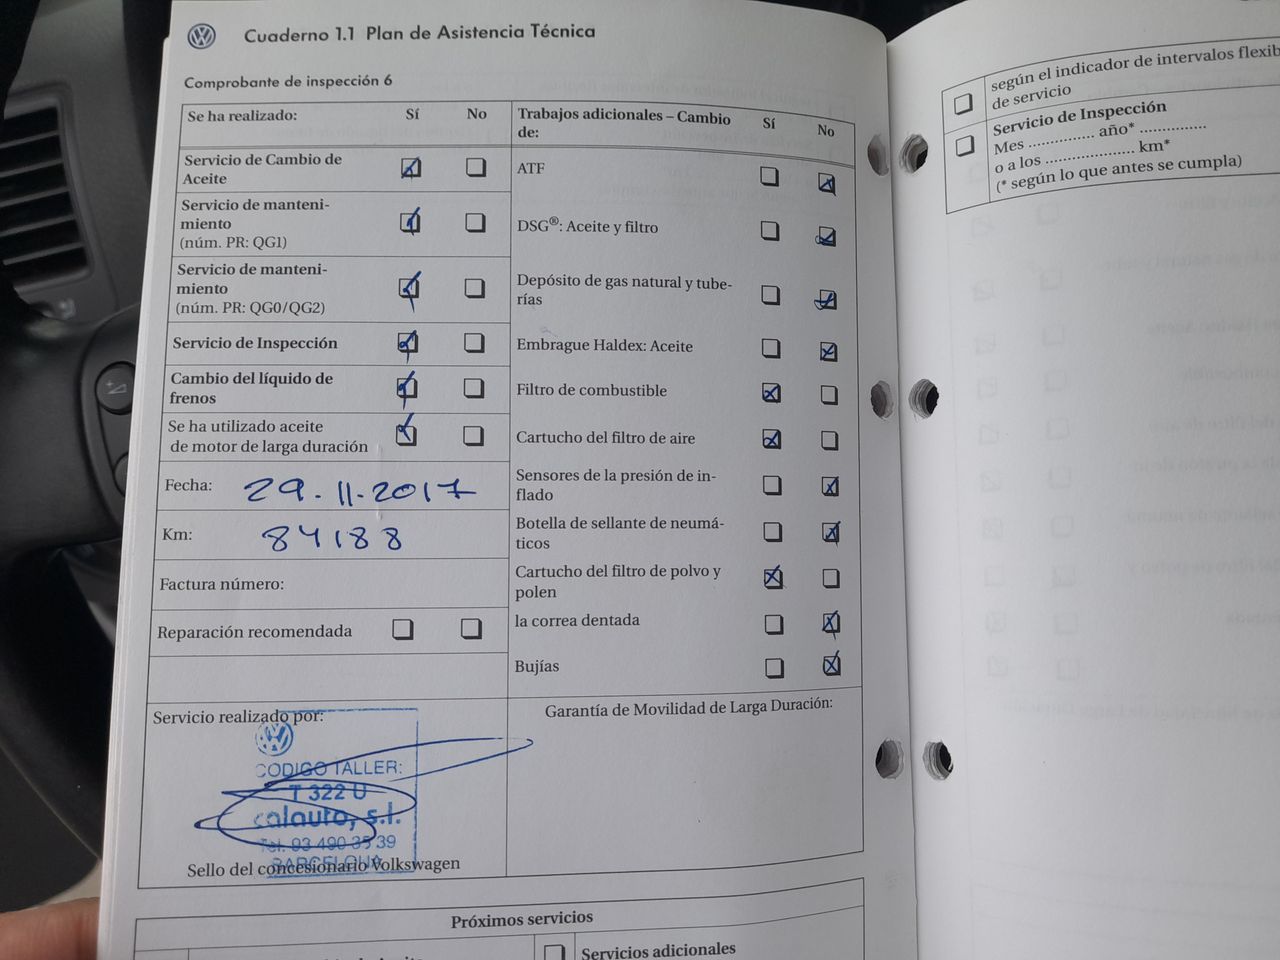 Cuaderno 1.1 Plan de Asistencia Técnica
Comprobante de inspección 6
Se ha realizado: Sí No
Servicio de Cambio de
Aceite
Servicio de manteni-
miento
(núm. PR: QG1)
Servicio de manteni-
miento
(núm. PR: QG0/QG2)
Servicio de Inspección
Cambio del líquido de
frenos
Se ha utilizado aceite
de motor de larga duración
Fecha: 29-11-2017
Km: 84188
Factura número:
Reparación recomendada
Trabajos adicionales – Cambio
de: Sí No
ATF
DSG®: Aceite y filtro
Depósito de gas natural y tube-
rías
Embrague Haldex: Aceite
Filtro de combustible
Cartucho del filtro de aire
Sensores de la presión de in-
flado
Botella de sellante de neumá-
ticos
Cartucho del filtro de polvo y
polen
la correa dentada
Bujías
Servicio realizado por:
CODIGO TALLER:
T 322 U
calauto, s.l.
Tel. 93 490 35 39
BARCELONA
Sello del concesionario Volkswagen
Garantía de Movilidad de Larga Duración:
Próximos servicios
Servicios adicionales
según el indicador de intervalos flexib
de servicio
Servicio de Inspección
Mes ............... año* ...............
o a los .................... km*
(* según lo que antes se cumpla)